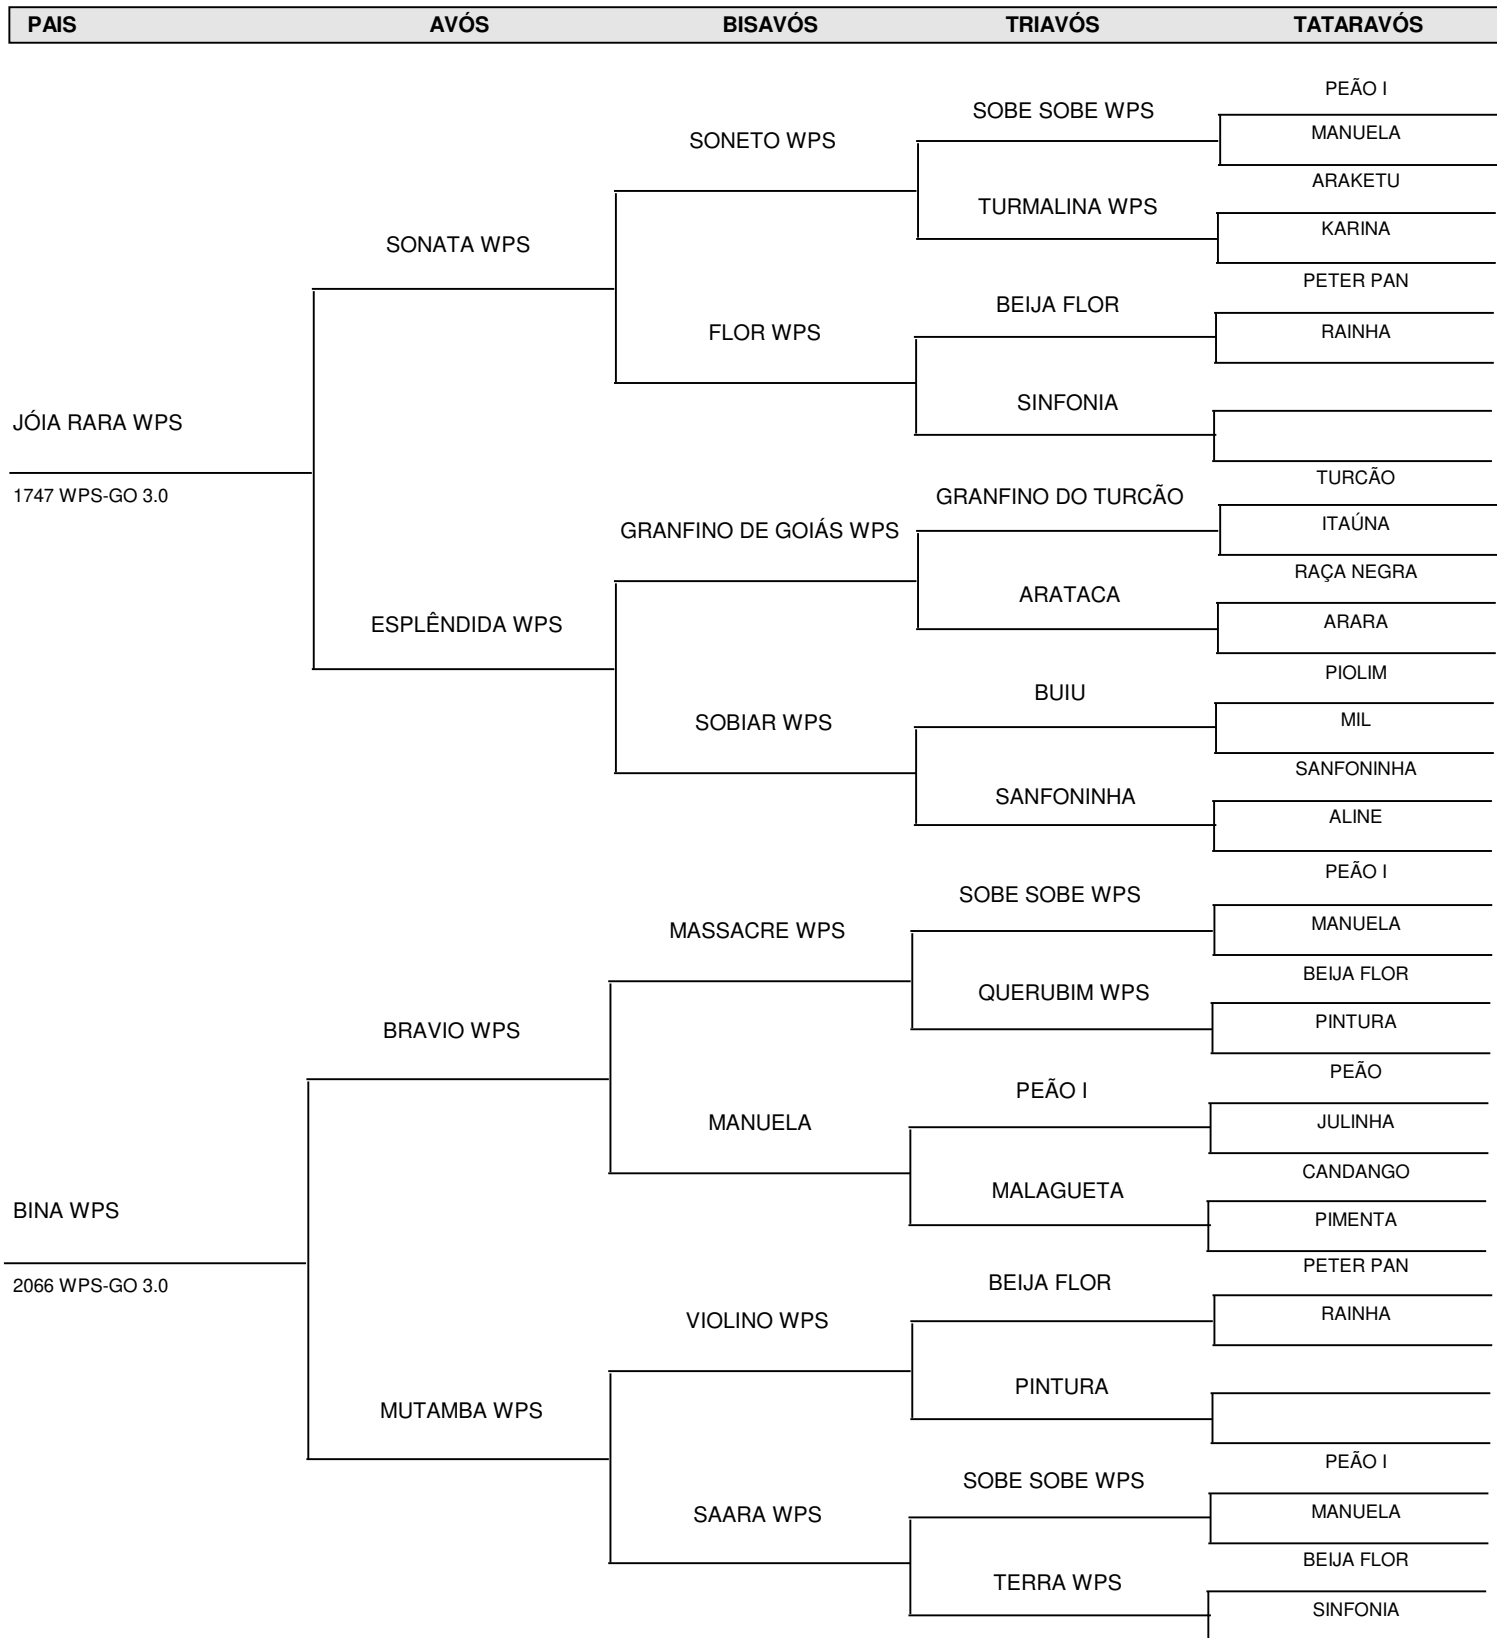 PAIS AVÓS BISAVÓS TRIAVÓS TATARAVÓS
PEÃO I
SOBE SOBE WPS
MANUELA
SONETO WPS
ARAKETU
TURMALINA WPS
KARINA
SONATA WPS
PETER PAN
BEIJA FLOR
RAINHA
FLOR WPS
SINFONIA
JÓIA RARA WPS
TURCÃO
1747 WPS-GO 3.0
GRANFINO DO TURCÃO
ITAÚNA
GRANFINO DE GOIÁS WPS
RAÇA NEGRA
ARATACA
ARARA
ESPLÊNDIDA WPS
PIOLIM
BUIU
MIL
SOBIAR WPS
SANFONINHA
SANFONINHA
ALINE
PEÃO I
SOBE SOBE WPS
MANUELA
MASSACRE WPS
BEIJA FLOR
QUERUBIM WPS
PINTURA
BRAVIO WPS
PEÃO
PEÃO I
JULINHA
MANUELA
CANDANGO
MALAGUETA
BINA WPS
PIMENTA
PETER PAN
2066 WPS-GO 3.0
BEIJA FLOR
RAINHA
VIOLINO WPS
PINTURA
MUTAMBA WPS
PEÃO I
SOBE SOBE WPS
MANUELA
SAARA WPS
BEIJA FLOR
TERRA WPS
SINFONIA